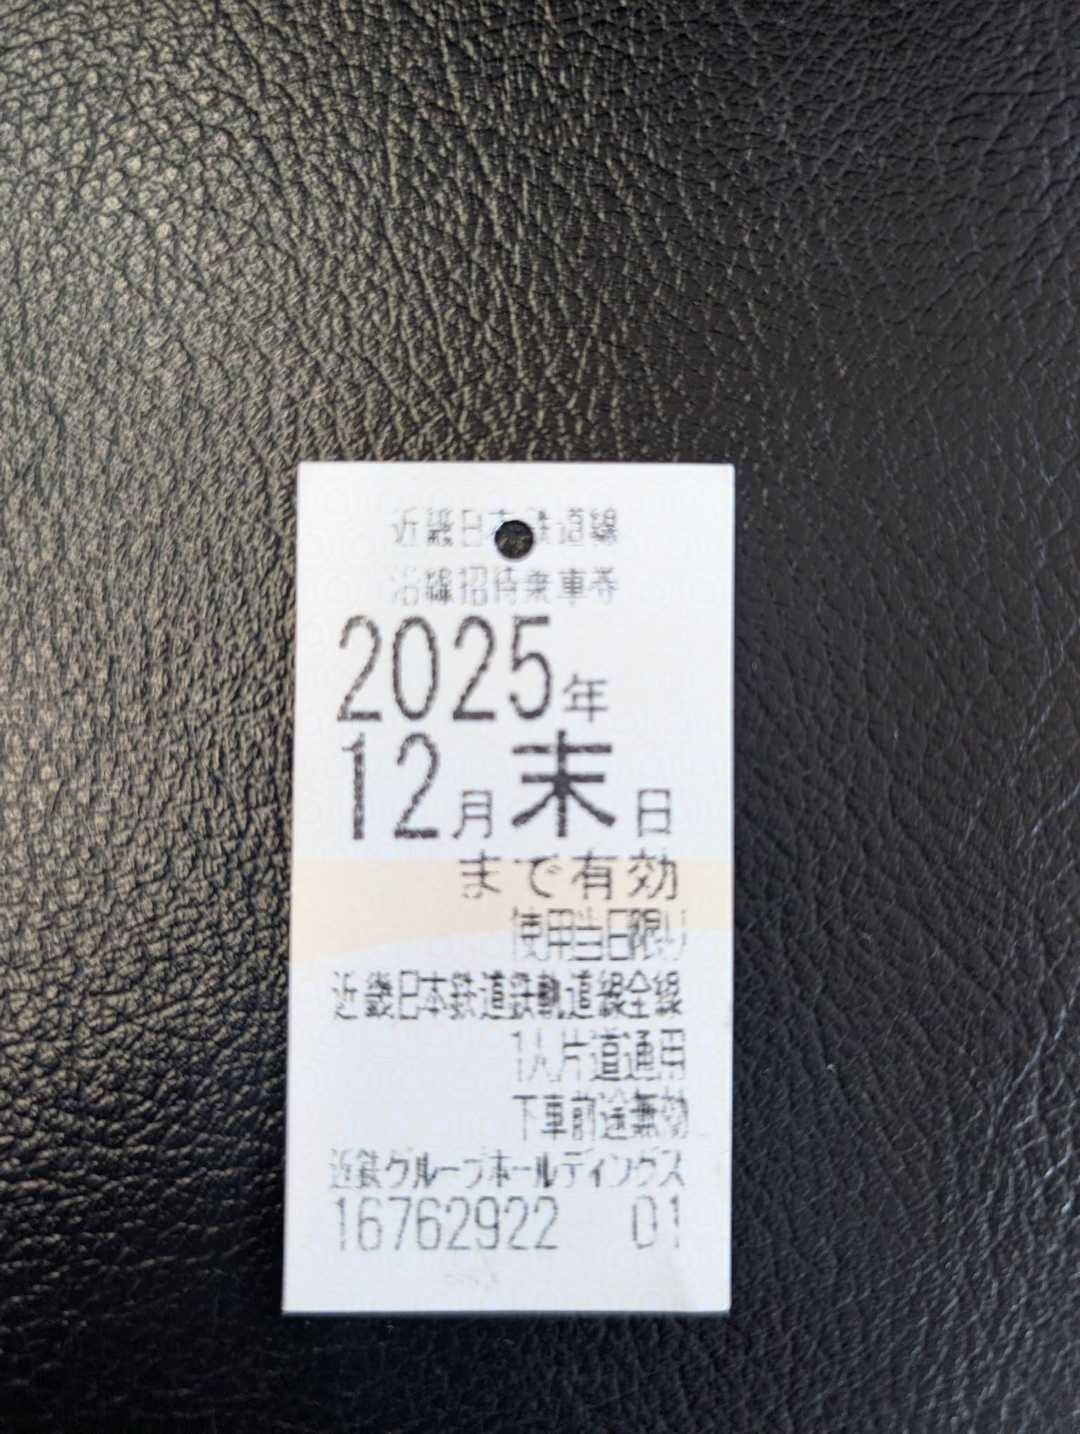 近畿日本鉄道線
沿線招待乗車券
2025年
12月末日
まで有効
使用当日限り
近畿日本鉄道鉄軌道線全線
1人片道通用
下車前途無効
近鉄グループホールディングス
16762922 01